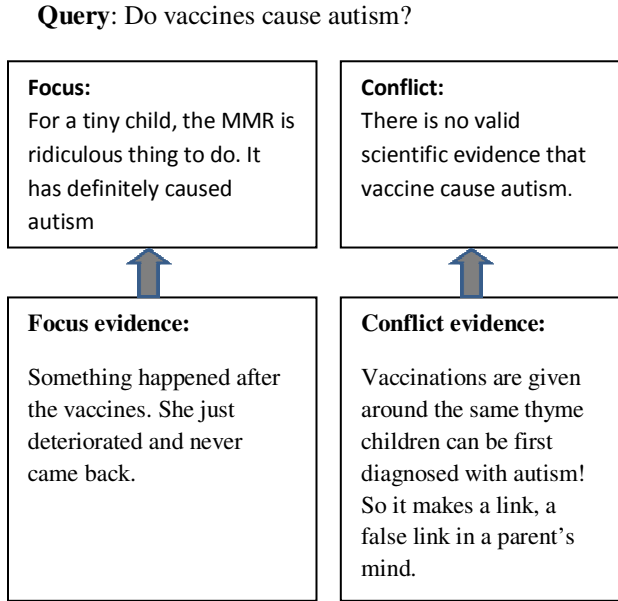 Query: Do vaccines cause autism?
Focus:
For a tiny child, the MMR is
ridiculous thing to do. It
has definitely caused
autism
Conflict:
There is no valid
scientific evidence that
vaccine cause autism.
Focus evidence:
Something happened after
the vaccines. She just
deteriorated and never
came back.
Conflict evidence:
Vaccinations are given
around the same thyme
children can be first
diagnosed with autism!
So it makes a link, a
false link in a parent’s
mind.